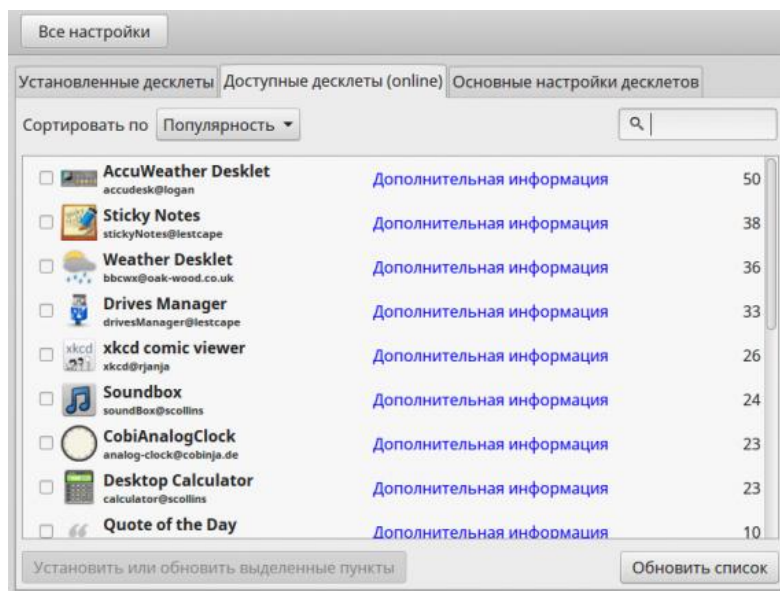 Все настройки
Установленные десклеты Доступные десклеты (online) Основные настройки десклетов
Сортировать по Популярность
AccuWeather Desklet
accudesk@logan
Дополнительная информация 50
Sticky Notes
stickyNotes@lestcape
Дополнительная информация 38
Weather Desklet
bbcwx@oak-wood.co.uk
Дополнительная информация 36
Drives Manager
drivesManager@lestcape
Дополнительная информация 33
xkcd
xkcd comic viewer
xkcd@rjanja
Дополнительная информация 26
Soundbox
soundBox@scollins
Дополнительная информация 24
CobiAnalogClock
analog-clock@cobinja.de
Дополнительная информация 23
Desktop Calculator
calculator@scollins
Дополнительная информация 23
Quote of the Day
Дополнительная информация 10
Установить или обновить выделенные пункты Обновить список